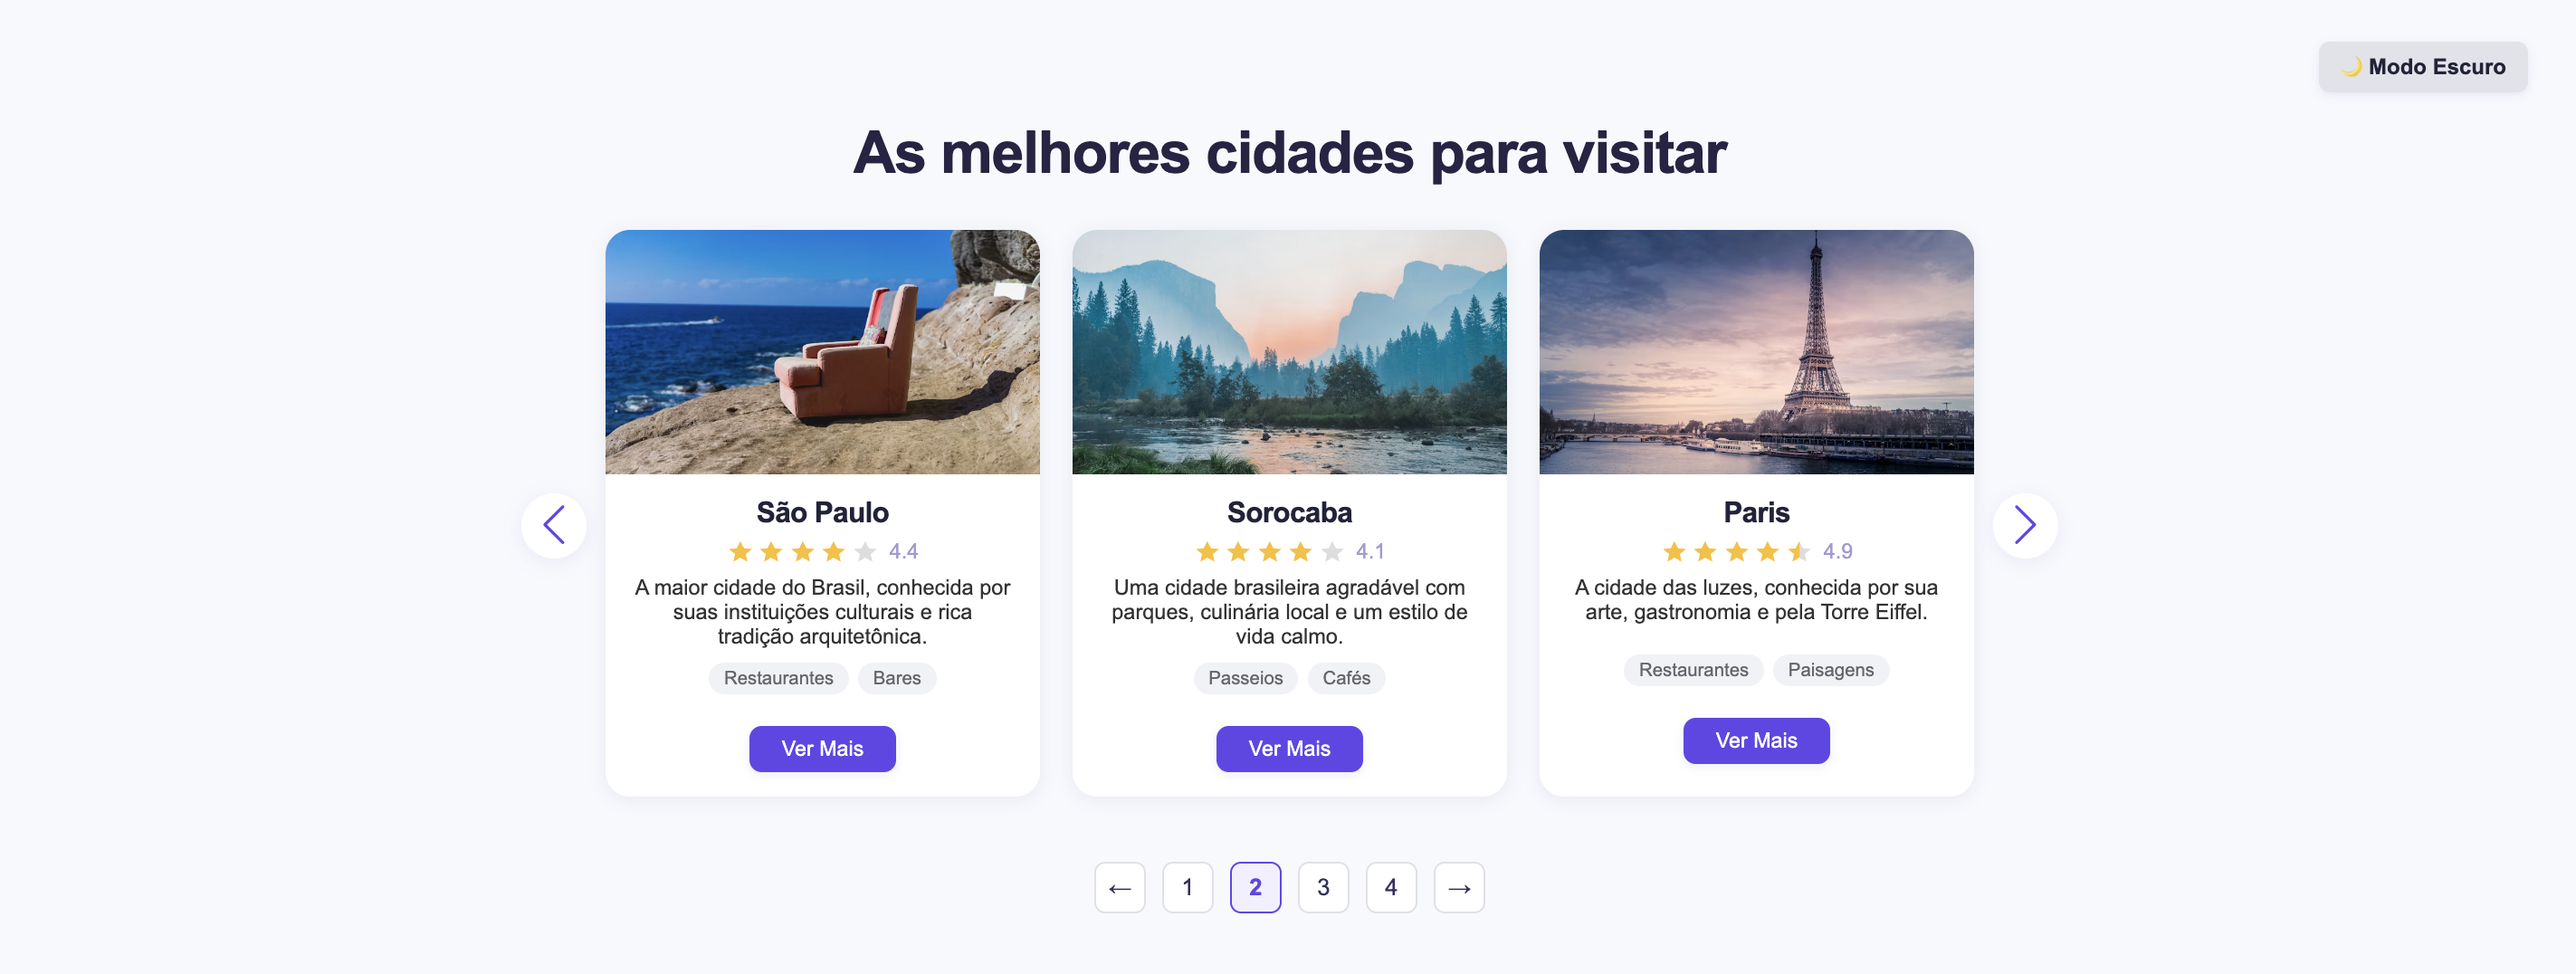 🌙 Modo Escuro
As melhores cidades para visitar
São Paulo
4.4
A maior cidade do Brasil, conhecida por
suas instituições culturais e rica
tradição arquitetônica.
Restaurantes Bares
Ver Mais
Sorocaba
4.1
Uma cidade brasileira agradável com
parques, culinária local e um estilo de
vida calmo.
Passeios Cafés
Ver Mais
Paris
4.9
A cidade das luzes, conhecida por sua
arte, gastronomia e pela Torre Eiffel.
Restaurantes Paisagens
Ver Mais
← 1 2 3 4 →